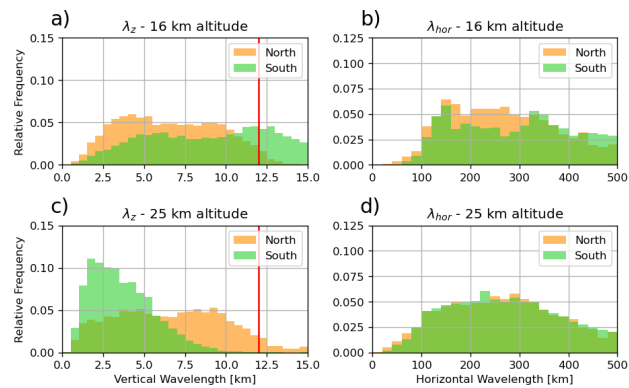 a) λz - 16 km altitude
0.15
0.10
0.05
0.00
Relative Frequency
0.0 2.5 5.0 7.5 10.0 12.5 15.0
North
South
b) λhor - 16 km altitude
0.125
0.100
0.075
0.050
0.025
0.000
0 100 200 300 400 500
North
South
c) λz - 25 km altitude
0.15
0.10
0.05
0.00
Relative Frequency
0.0 2.5 5.0 7.5 10.0 12.5 15.0
Vertical Wavelength [km]
North
South
d) λhor - 25 km altitude
0.125
0.100
0.075
0.050
0.025
0.000
0 100 200 300 400 500
Horizontal Wavelength [km]
North
South